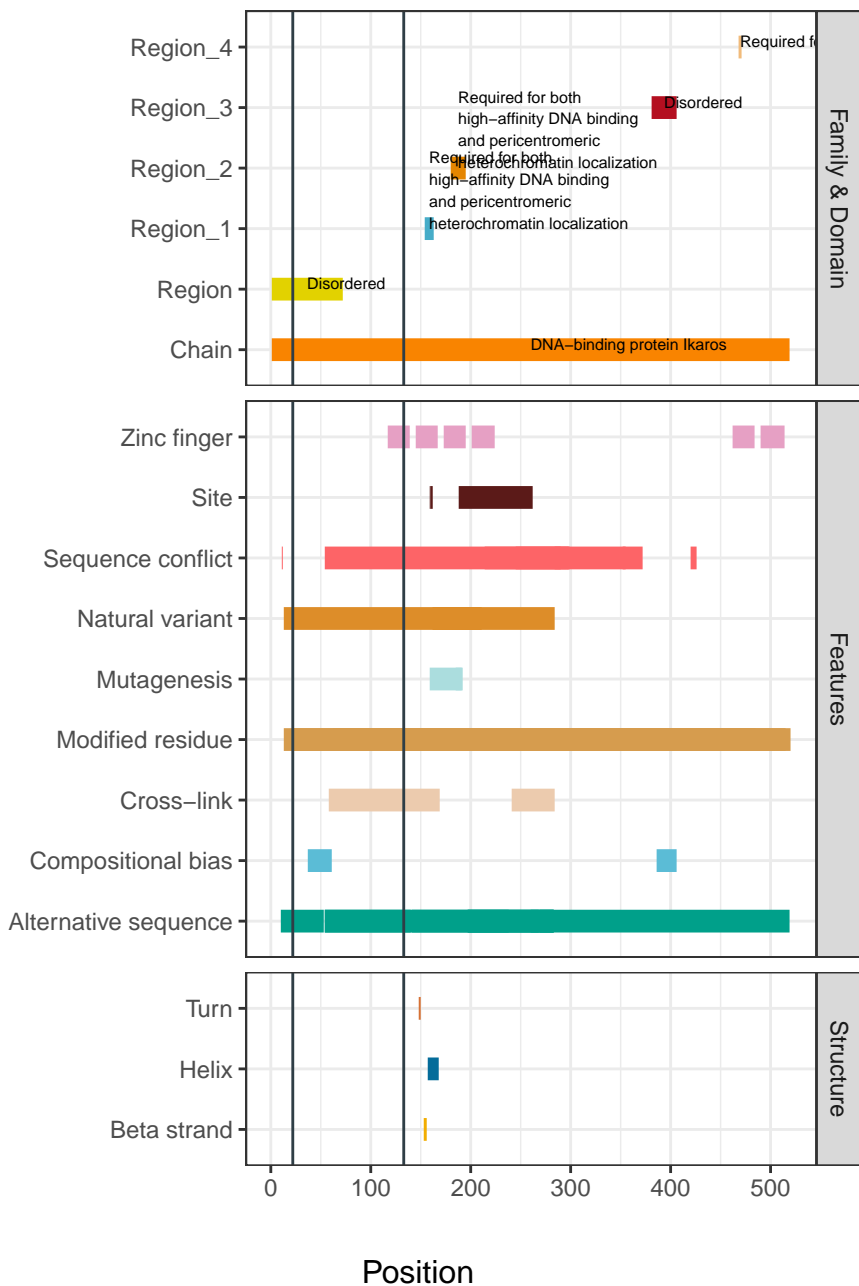 Region_4
Required f
Region_3
Disordered
Required for both
high−affinity DNA binding
and pericentromeric
heterochromatin localization
Region_2
Required for both
high−affinity DNA binding
and pericentromeric
heterochromatin localization
Region_1
Region
Disordered
Chain
DNA−binding protein Ikaros
Family & Domain
Zinc finger
Site
Sequence conflict
Natural variant
Mutagenesis
Modified residue
Cross−link
Compositional bias
Alternative sequence
Features
Turn
Helix
Beta strand
Structure
0 100 200 300 400 500
Position